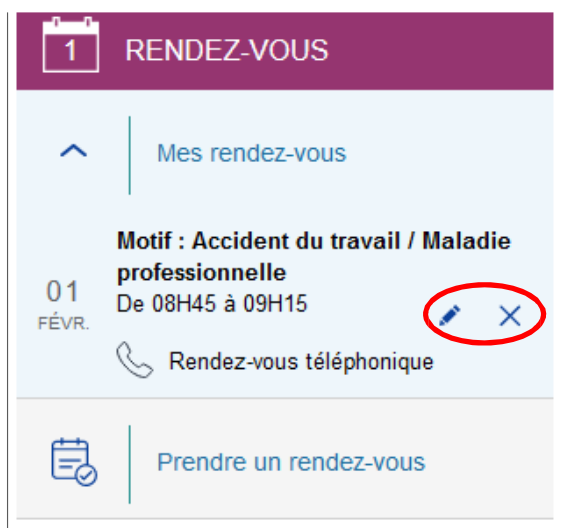 1 RENDEZ-VOUS
Mes rendez-vous
Motif : Accident du travail / Maladie
professionnelle
01
FÉVR.
De 08H45 à 09H15
Rendez-vous téléphonique
Prendre un rendez-vous